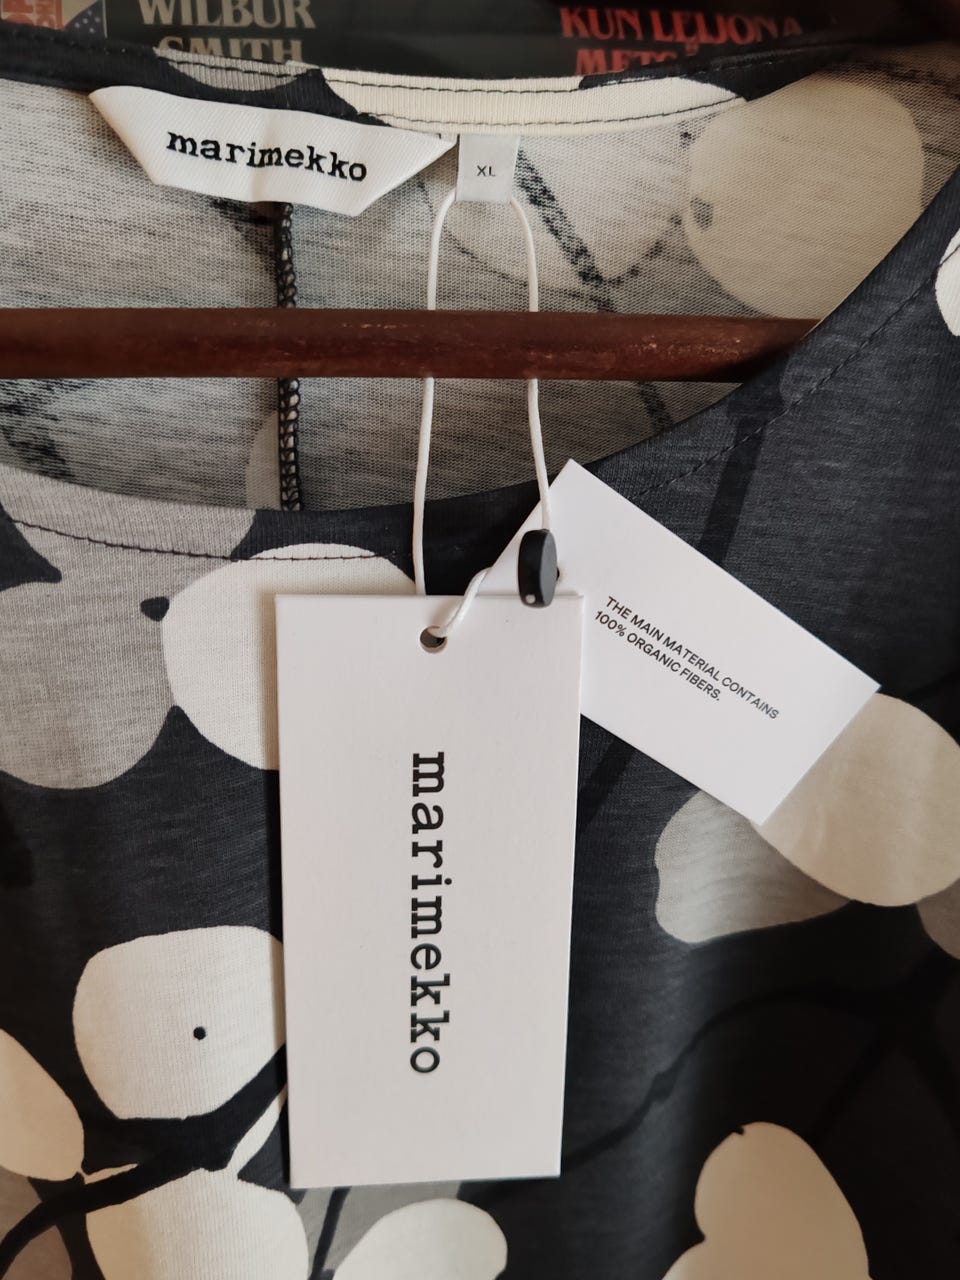 WILBUR
SMITH
KUN LEIJONA
marimekko
XL
THE MAIN MATERIAL CONTAINS
100% ORGANIC FIBERS.
marimekko